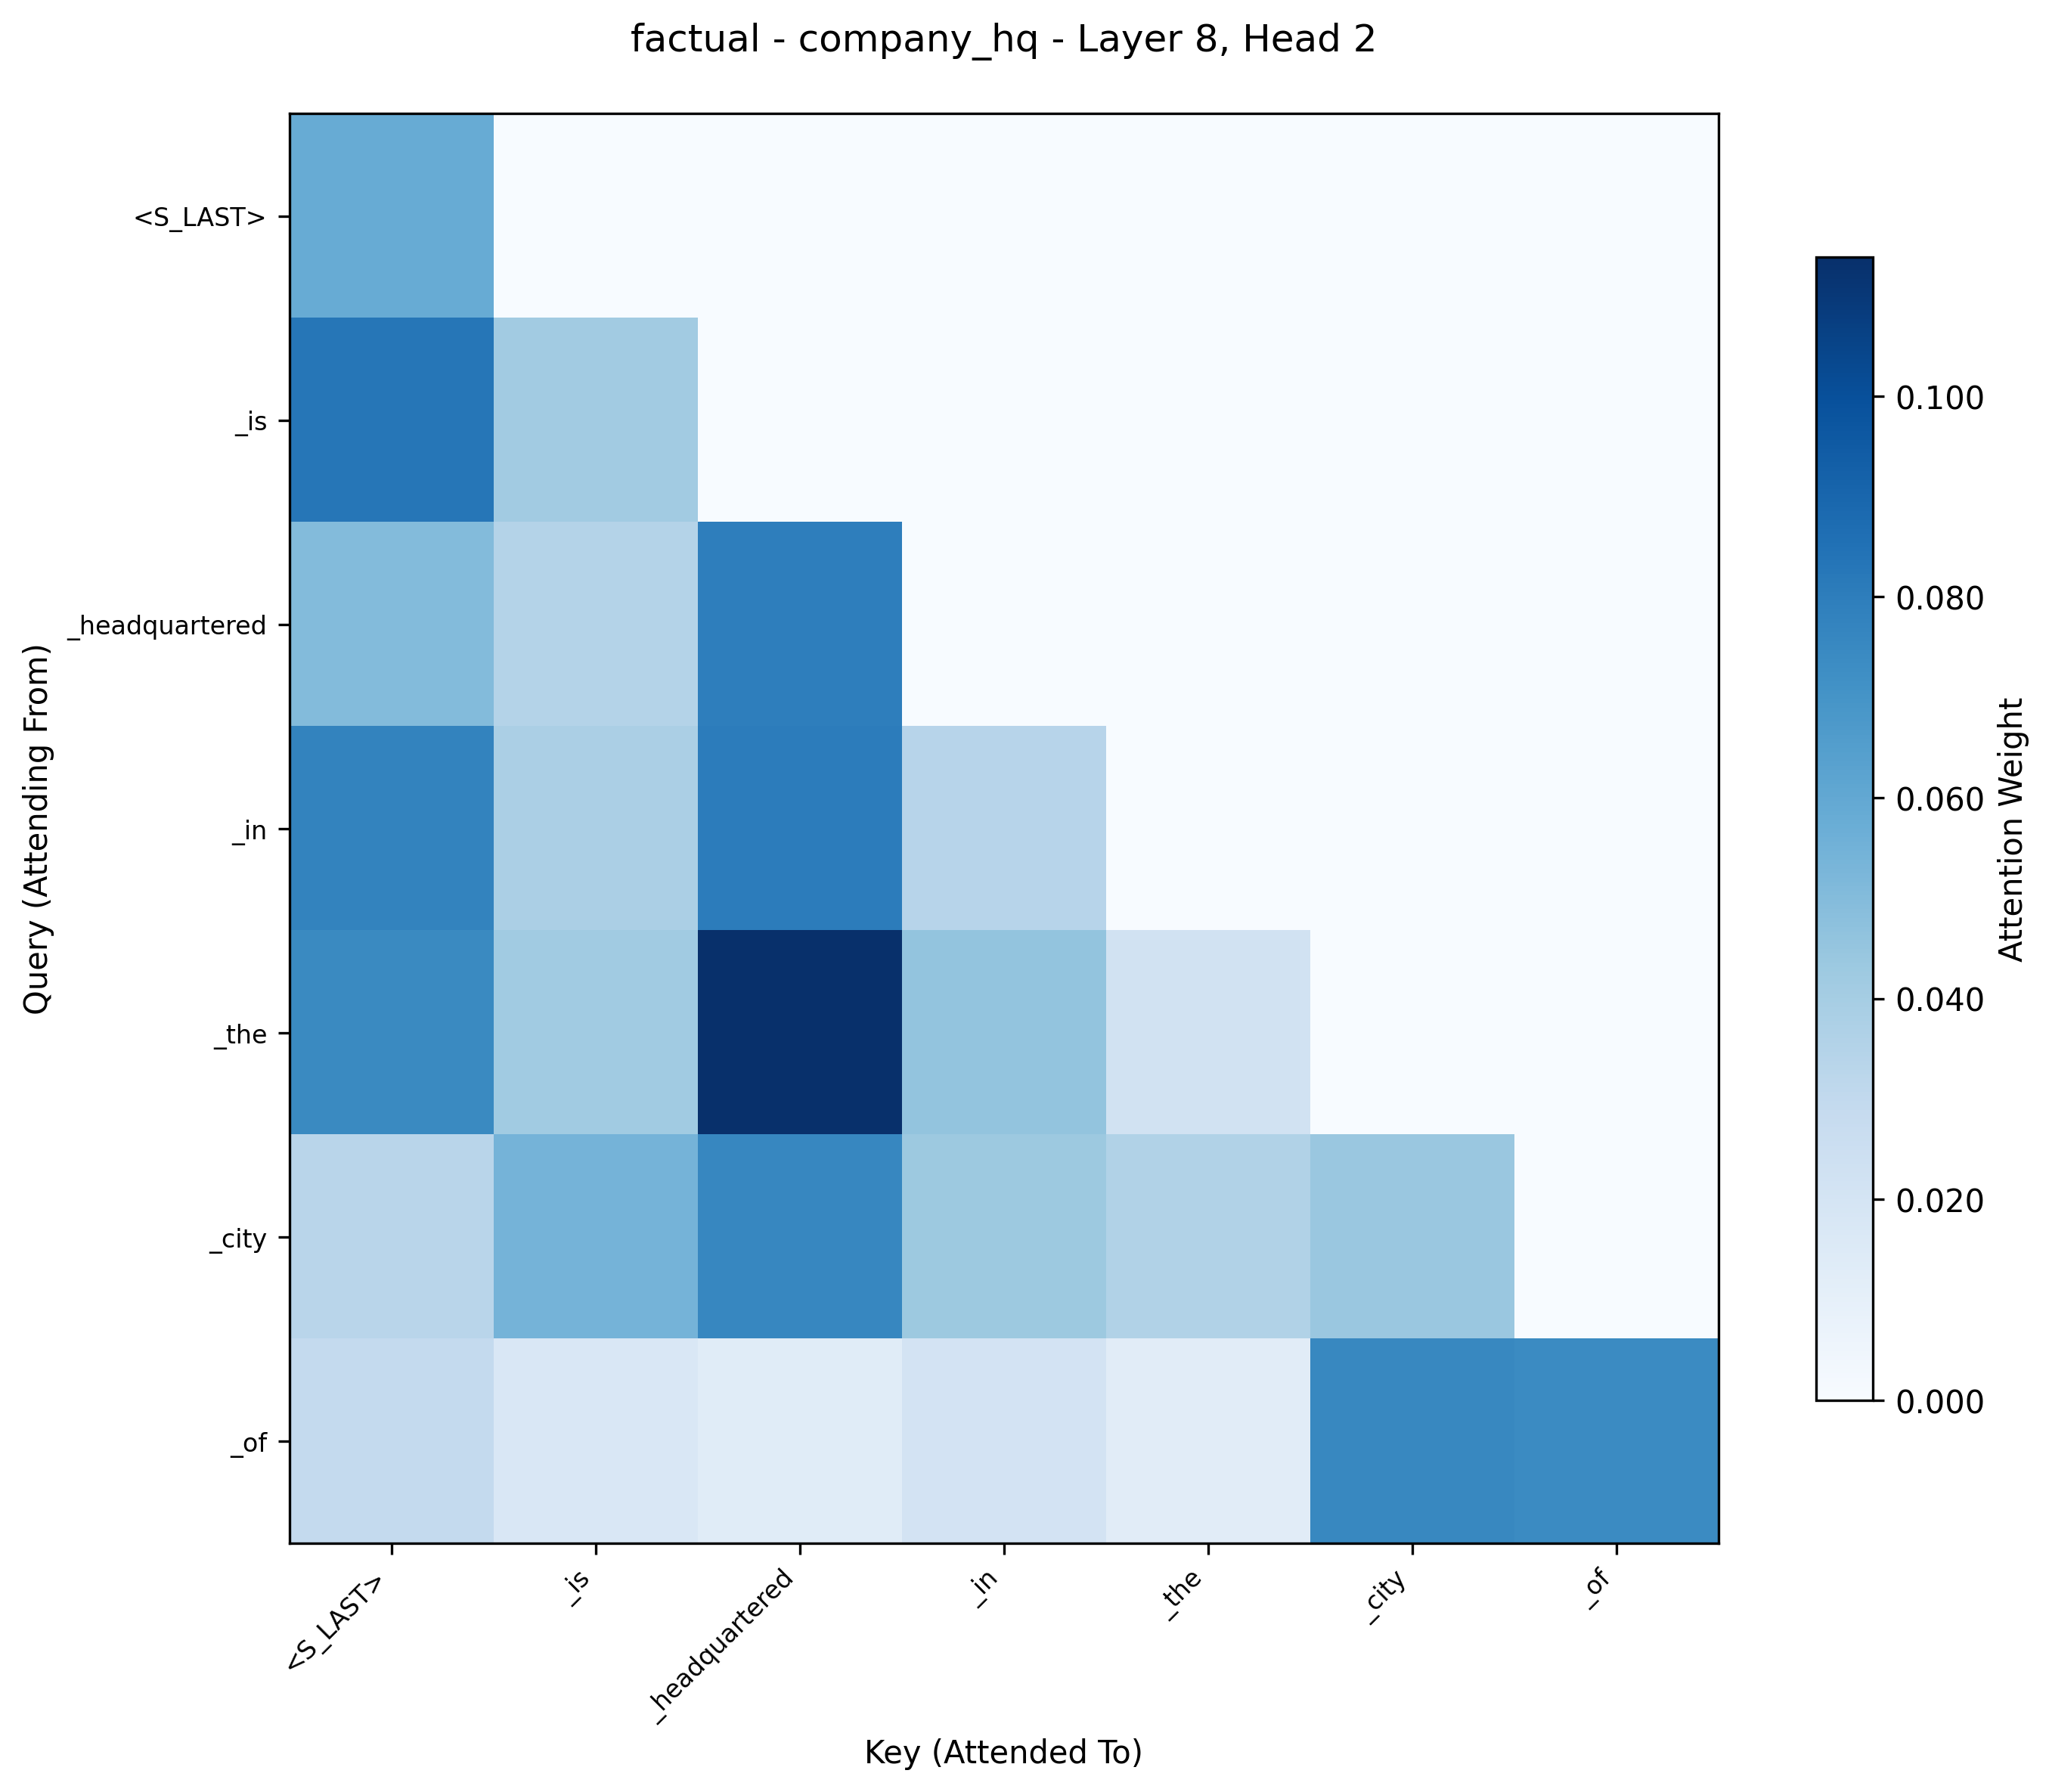 factual - company_hq - Layer 8, Head 2
<S_LAST>
_is
_headquartered
_in
_the
_city
_of
Query (Attending From)
<S_LAST>
_is
_headquartered
_in
_the
_city
_of
Key (Attended To)
0.100
0.080
0.060
0.040
0.020
0.000
Attention Weight